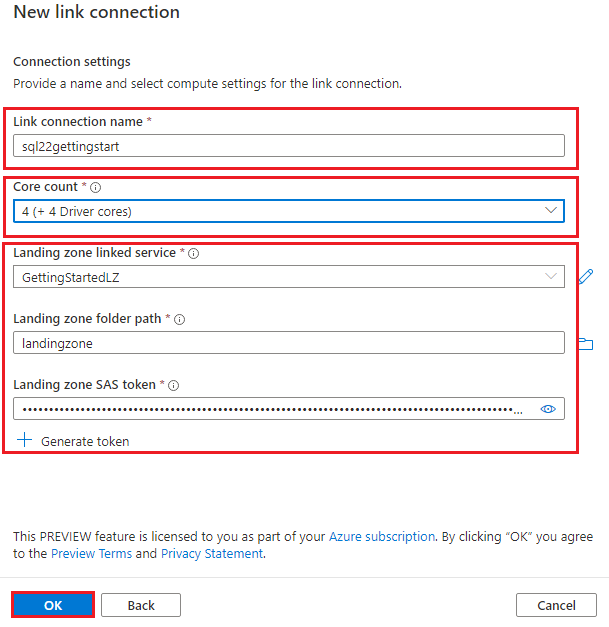 New link connection
Connection settings
Provide a name and select compute settings for the link connection.
Link connection name *
sql22gettingstart
Core count *
4 (+ 4 Driver cores)
Landing zone linked service *
GettingStartedLZ
Landing zone folder path *
landingzone
Landing zone SAS token *
Generate token
This PREVIEW feature is licensed to you as part of your Azure subscription. By clicking “OK” you agree
to the Preview Terms and Privacy Statement.
OK
Back
Cancel